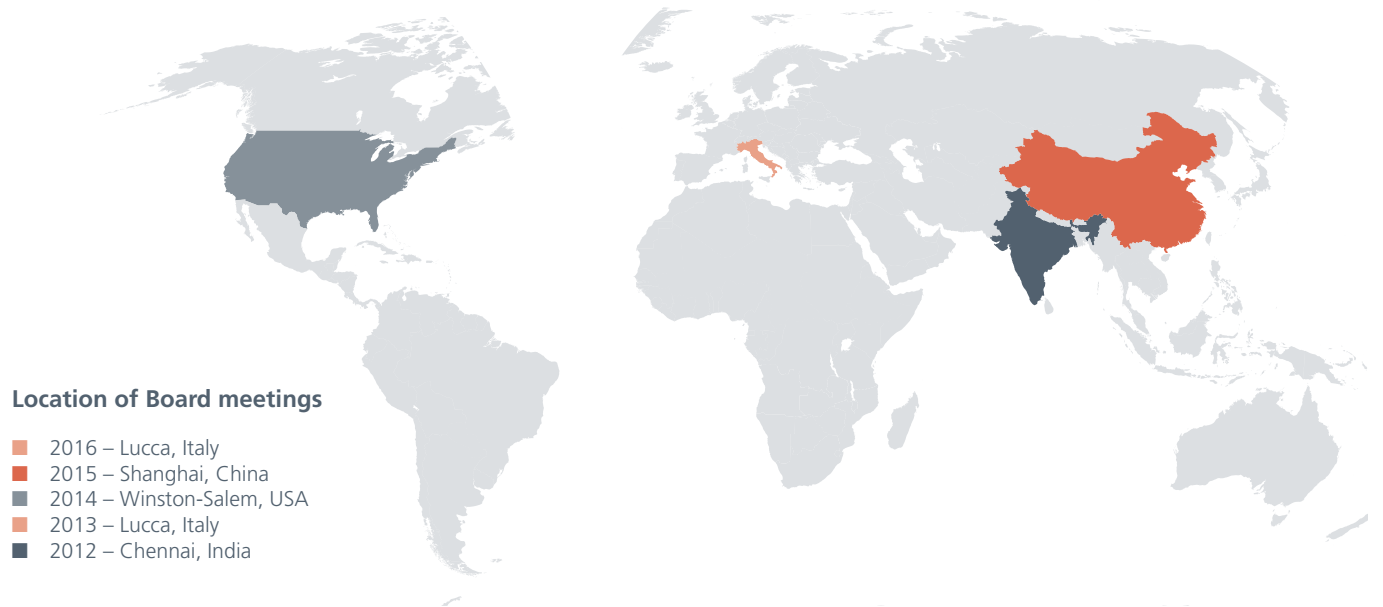 Location of Board meetings
2016 – Lucca, Italy
2015 – Shanghai, China
2014 – Winston-Salem, USA
2013 – Lucca, Italy
2012 – Chennai, India